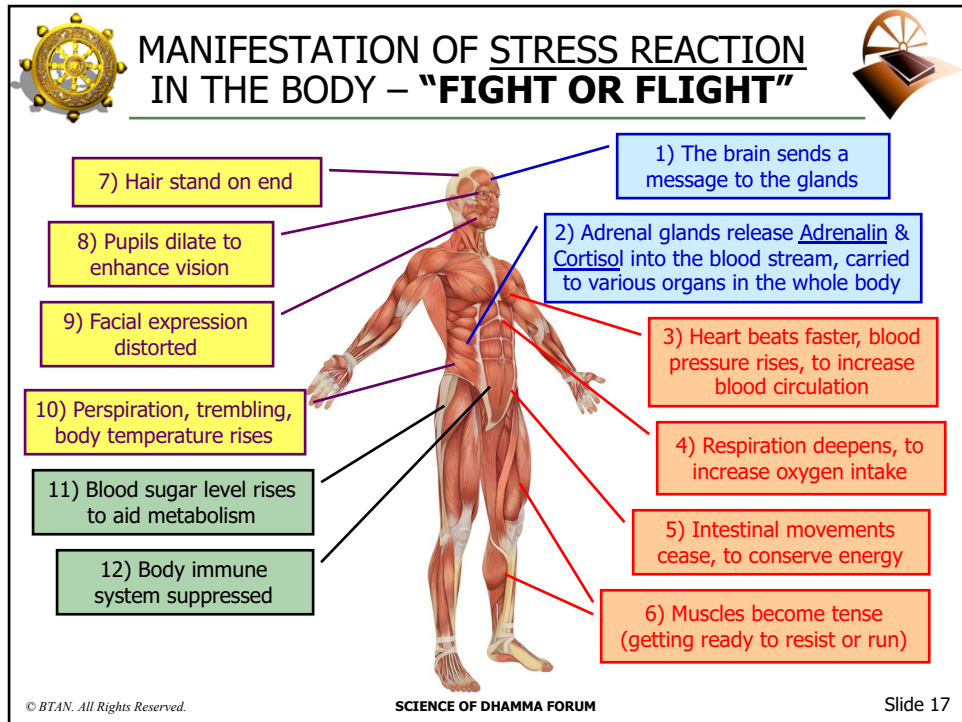 MANIFESTATION OF STRESS REACTION
IN THE BODY – “FIGHT OR FLIGHT”
1) The brain sends a
message to the glands
2) Adrenal glands release Adrenalin &
Cortisol into the blood stream, carried
to various organs in the whole body
3) Heart beats faster, blood
pressure rises, to increase
blood circulation
4) Respiration deepens, to
increase oxygen intake
5) Intestinal movements
cease, to conserve energy
6) Muscles become tense
(getting ready to resist or run)
7) Hair stand on end
8) Pupils dilate to
enhance vision
9) Facial expression
distorted
10) Perspiration, trembling,
body temperature rises
11) Blood sugar level rises
to aid metabolism
12) Body immune
system suppressed
© BTAN. All Rights Reserved.
SCIENCE OF DHAMMA FORUM
Slide 17